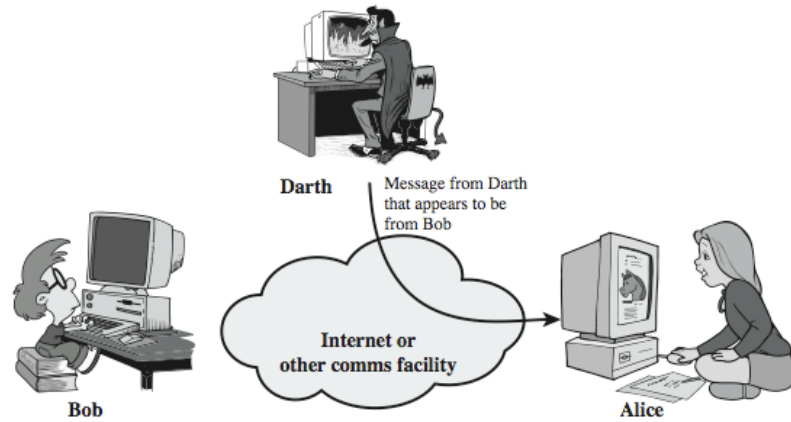 Darth
Message from Darth
that appears to be
from Bob
Internet or
other comms facility
Bob
Alice